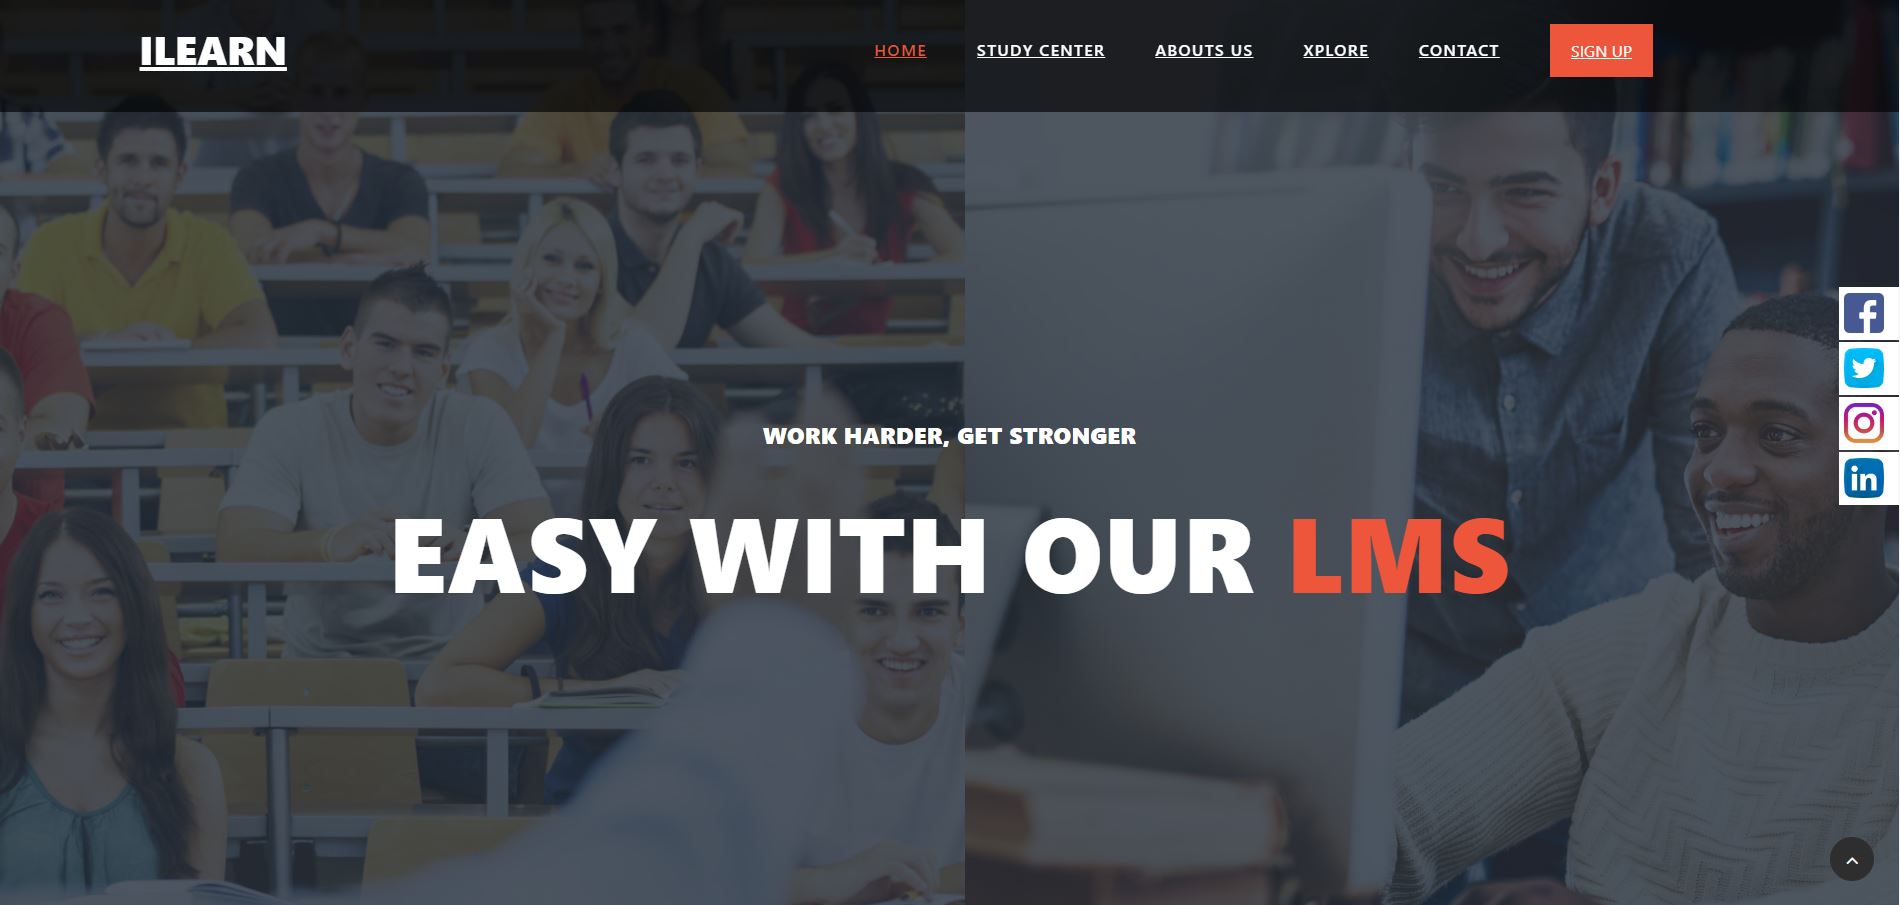 ILEARN
HOME STUDY CENTER ABOUTS US XPLORE CONTACT SIGN UP
WORK HARDER, GET STRONGER
EASY WITH OUR LMS